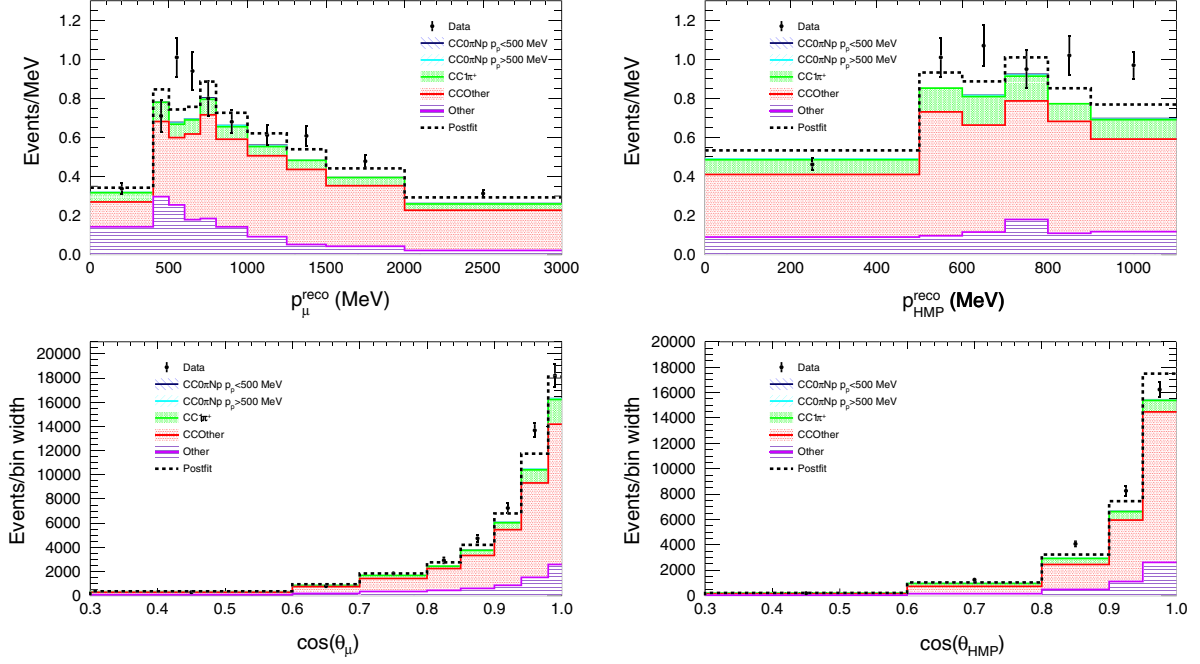 1.2
1.0
0.8
0.6
0.4
0.2
0.0
Events/MeV
Data
CC0πNp pₚ<500 MeV
CC0πNp pₚ>500 MeV
CC1π⁺
CCOther
Other
Postfit
0 500 1000 1500 2000 2500 3000
p_μ^reco (MeV)
1.2
1.0
0.8
0.6
0.4
0.2
0.0
Events/MeV
Data
CC0πNp pₚ<500 MeV
CC0πNp pₚ>500 MeV
CC1π⁺
CCOther
Other
Postfit
0 200 400 600 800 1000
p_HMP^reco (MeV)
20000
18000
16000
14000
12000
10000
8000
6000
4000
2000
0
Events/bin width
Data
CC0πNp pₚ<500 MeV
CC0πNp pₚ>500 MeV
CC1π⁺
CCOther
Other
Postfit
0.3 0.4 0.5 0.6 0.7 0.8 0.9 1.0
cos(θ_μ)
20000
18000
16000
14000
12000
10000
8000
6000
4000
2000
0
Events/bin width
Data
CC0πNp pₚ<500 MeV
CC0πNp pₚ>500 MeV
CC1π⁺
CCOther
Other
Postfit
0.3 0.4 0.5 0.6 0.7 0.8 0.9 1.0
cos(θ_HMP)